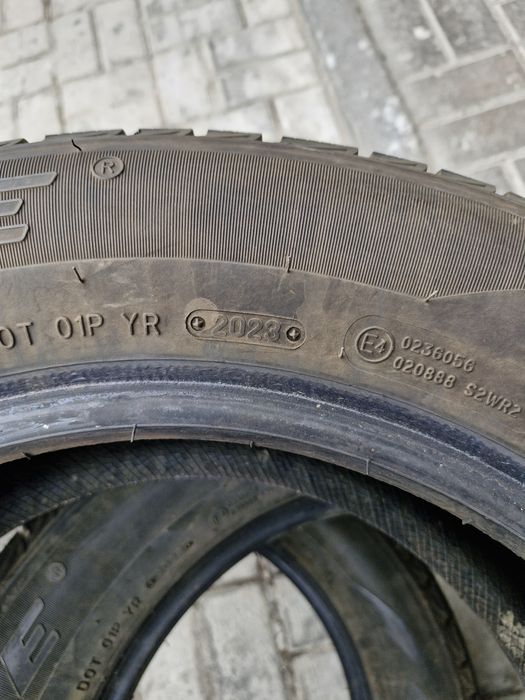 E ®
DOT 01P YR 2023
E4 0236056
020888 S2WR2
E ®
DOT 01P YR